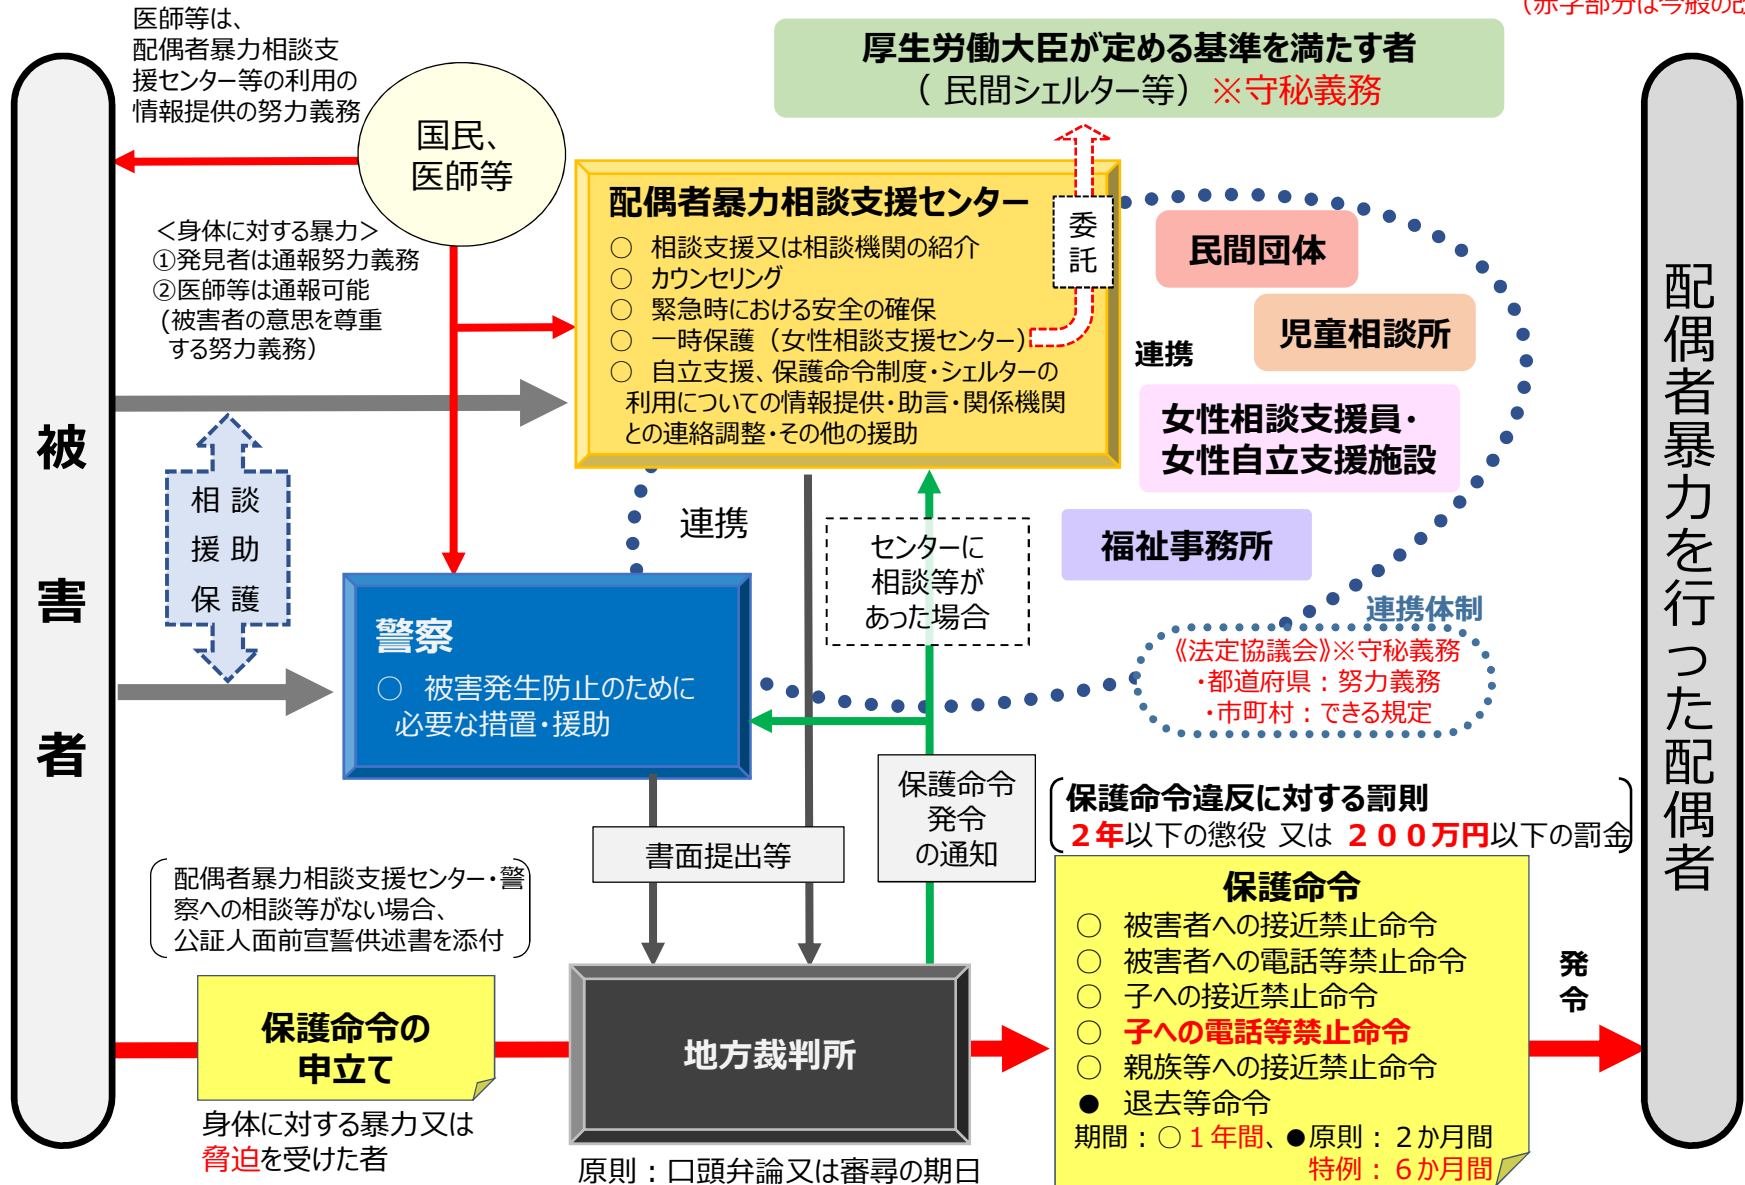 （赤字部分は今般の改
医師等は、
配偶者暴力相談支
援センター等の利用の
情報提供の努力義務
国民、
医師等
厚生労働大臣が定める基準を満たす者
（ 民間シェルター等）※守秘義務
＜身体に対する暴力＞
①発見者は通報努力義務
②医師等は通報可能
(被害者の意思を尊重
する努力義務）
配偶者暴力相談支援センター
○ 相談支援又は相談機関の紹介
○ カウンセリング
○ 緊急時における安全の確保
○ 一時保護（女性相談支援センター）
○ 自立支援、保護命令制度・シェルターの
利用についての情報提供・助言・関係機関
との連絡調整・その他の援助
委
託
民間団体
児童相談所
連携
女性相談支援員・
女性自立支援施設
福祉事務所
被害者
相 談
援 助
保 護
連携
センターに
相談等が
あった場合
連携体制
《法定協議会》※守秘義務
・都道府県：努力義務
・市町村：できる規定
警察
○ 被害発生防止のために
必要な措置・援助
書面提出等
保護命令
発令
の通知
保護命令違反に対する罰則
２年以下の懲役 又は ２００万円以下の罰金
配偶者暴力相談支援センター・警
察への相談等がない場合、
公証人面前宣誓供述書を添付
保護命令の
申立て
身体に対する暴力又は
脅迫を受けた者
地方裁判所
原則：口頭弁論又は審尋の期日
保護命令
○ 被害者への接近禁止命令
○ 被害者への電話等禁止命令
○ 子への接近禁止命令
○ 子への電話等禁止命令
○ 親族等への接近禁止命令
● 退去等命令
期間：○１年間、●原則：２か月間
特例：６か月間
発
令
配偶者暴力を行った配偶者